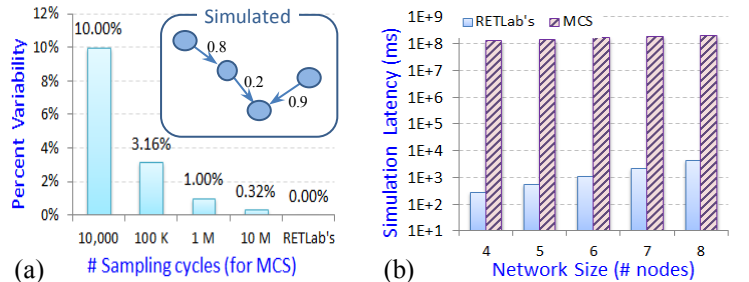 12%
10%
8%
6%
4%
2%
0%
Percent Variability
10.00%
3.16%
1.00%
0.32%
0.00%
Simulated
0.8
0.2
0.9
10,000
100 K
1 M
10 M
RETLab's
(a)
# Sampling cycles (for MCS)
RETLab's
MCS
1E+9
1E+8
1E+7
1E+6
1E+5
1E+4
1E+3
1E+2
1E+1
Simulation Latency (ms)
4
5
6
7
8
(b)
Network Size (# nodes)